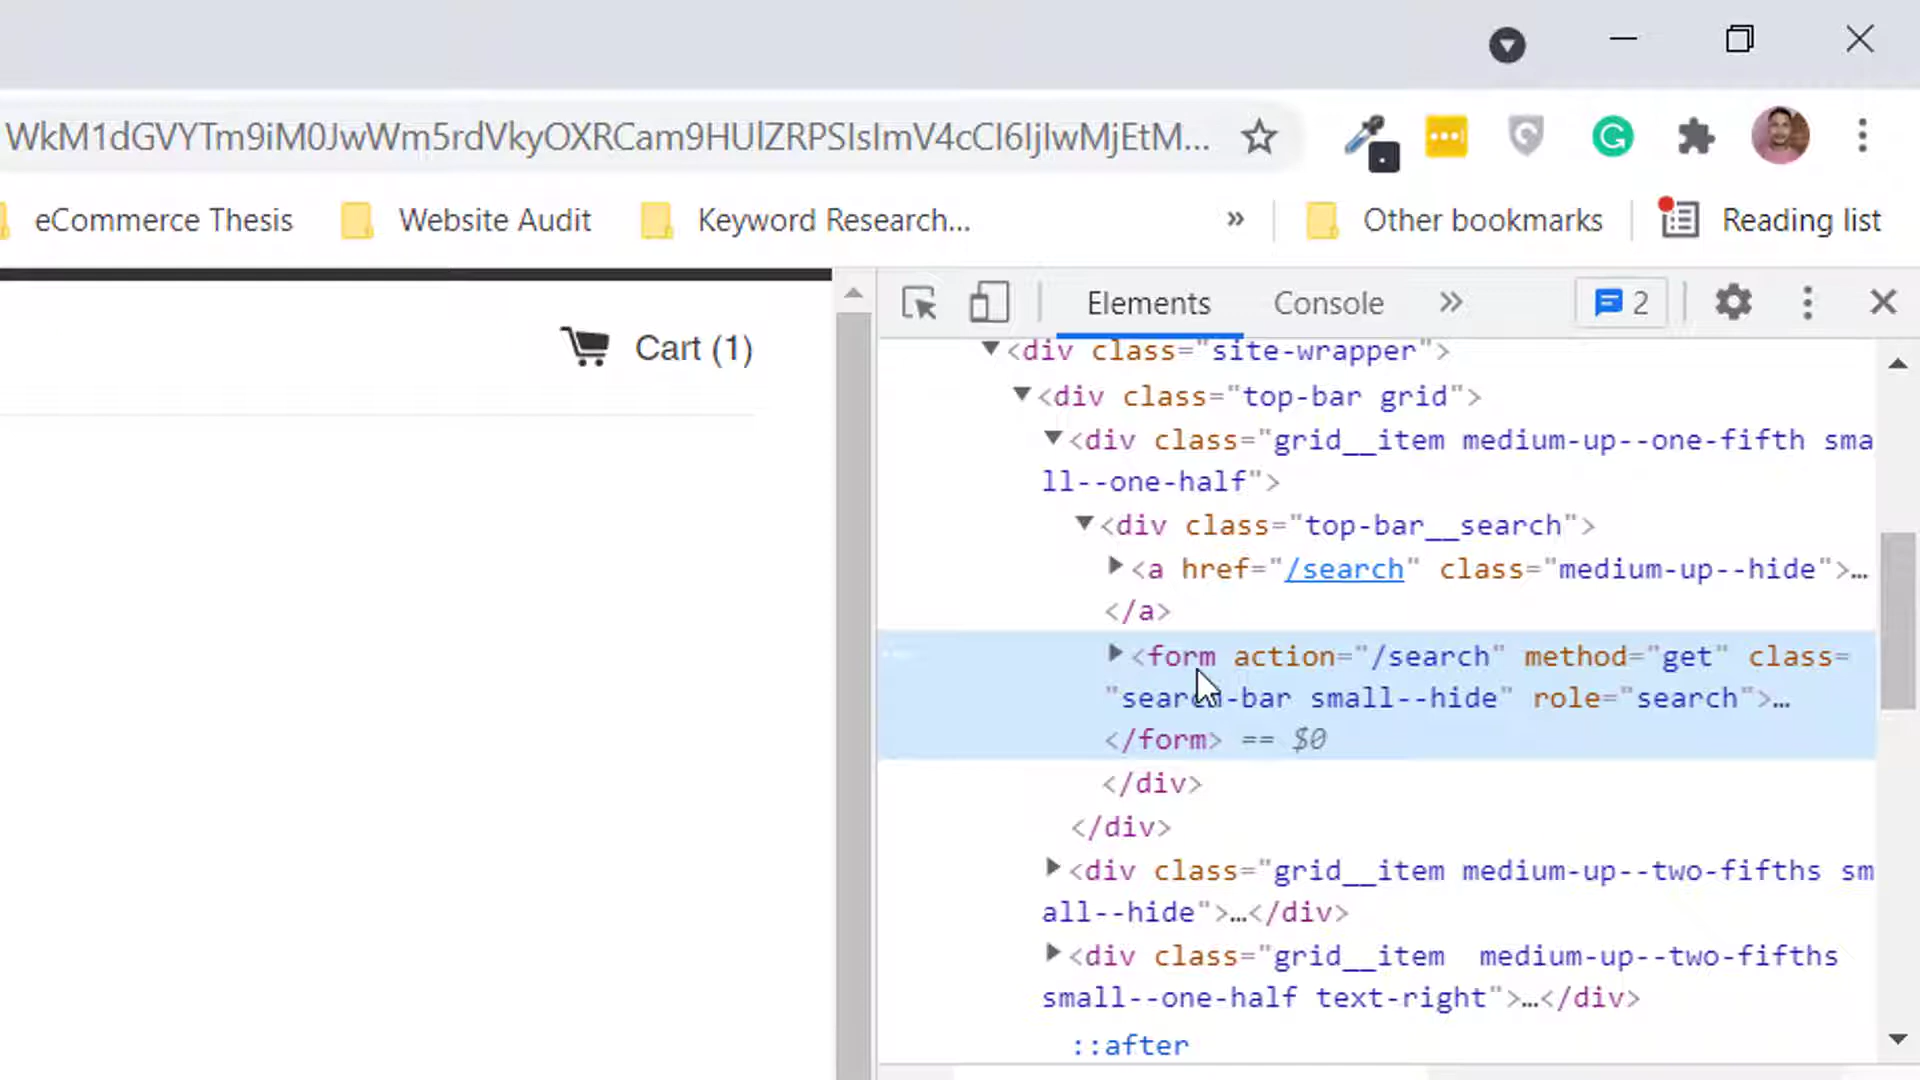 WkM1dGVYTm9iM0JwWm5rdVkyOXRCam9HUlZRPSIsImV4cCI6IjIwMjEtM...
eCommerce Thesis Website Audit Keyword Research... » Other bookmarks Reading list
Elements Console » 2
Cart (1)
<div class="site-wrapper">
<div class="top-bar grid">
<div class="grid__item medium-up--one-fifth sma
ll--one-half">
<div class="top-bar__search">
<a href="/search" class="medium-up--hide">…
</a>
<form action="/search" method="get" class=
"search-bar small--hide" role="search">…
</form> == $0
</div>
</div>
<div class="grid__item medium-up--two-fifths sm
all--hide">…</div>
<div class="grid__item  medium-up--two-fifths
small--one-half text-right">…</div>
::after